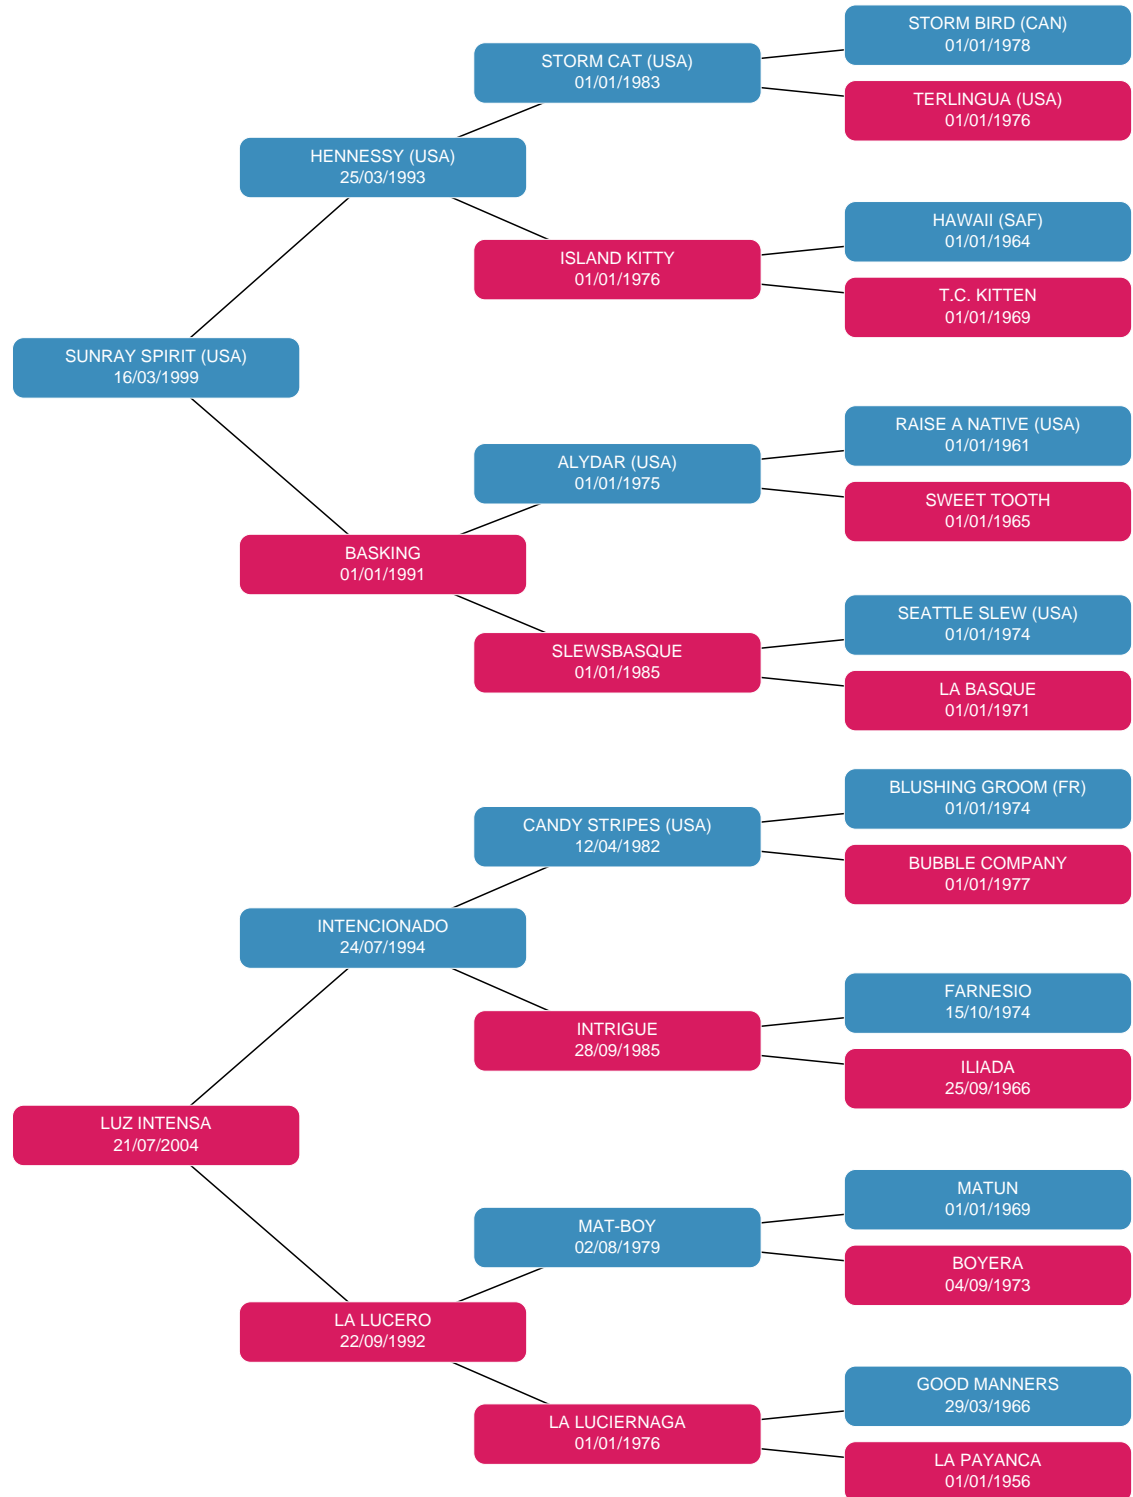 STORM BIRD (CAN)
01/01/1978
STORM CAT (USA)
01/01/1983
TERLINGUA (USA)
01/01/1976
HENNESSY (USA)
25/03/1993
HAWAII (SAF)
01/01/1964
ISLAND KITTY
01/01/1976
T.C. KITTEN
01/01/1969
SUNRAY SPIRIT (USA)
16/03/1999
RAISE A NATIVE (USA)
01/01/1961
ALYDAR (USA)
01/01/1975
SWEET TOOTH
01/01/1965
BASKING
01/01/1991
SEATTLE SLEW (USA)
01/01/1974
SLEWSBASQUE
01/01/1985
LA BASQUE
01/01/1971
BLUSHING GROOM (FR)
01/01/1974
CANDY STRIPES (USA)
12/04/1982
BUBBLE COMPANY
01/01/1977
INTENCIONADO
24/07/1994
FARNESIO
15/10/1974
INTRIGUE
28/09/1985
ILIADA
25/09/1966
LUZ INTENSA
21/07/2004
MATUN
01/01/1969
MAT-BOY
02/08/1979
BOYERA
04/09/1973
LA LUCERO
22/09/1992
GOOD MANNERS
29/03/1966
LA LUCIERNAGA
01/01/1976
LA PAYANCA
01/01/1956